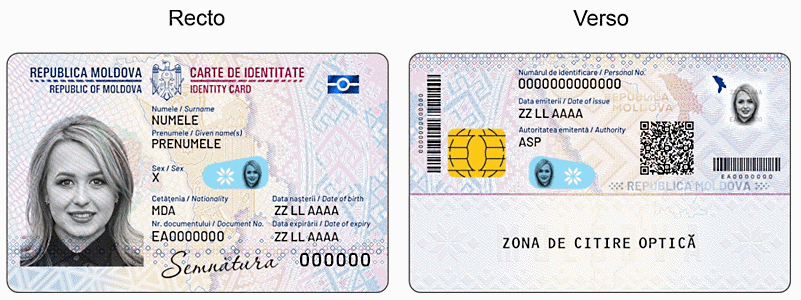 Recto
REPUBLICA MOLDOVA CARTE DE IDENTITATE
REPUBLIC OF MOLDOVA IDENTITY CARD
Numele / Surname
NUMELE
Prenumele / Given name(s)
PRENUMELE
Sex / Sex
X
Cetăţenia / Nationality Data naşterii / Date of birth
MDA ZZ LL AAAA
Nr. documentului / Document No. Data expirării / Date of expiry
EA0000000 ZZ LL AAAA
Semnătura 000000
Verso
0000000000000
Numărul de identificare / Personal No.
0000000000000
Data emiterii / Date of issue
ZZ LL AAAA
Autoritatea emitentă / Authority
ASP
REPUBLICA MOLDOVA
EA0000000
REPUBLICA MOLDOVA
ZONA DE CITIRE OPTICĂ